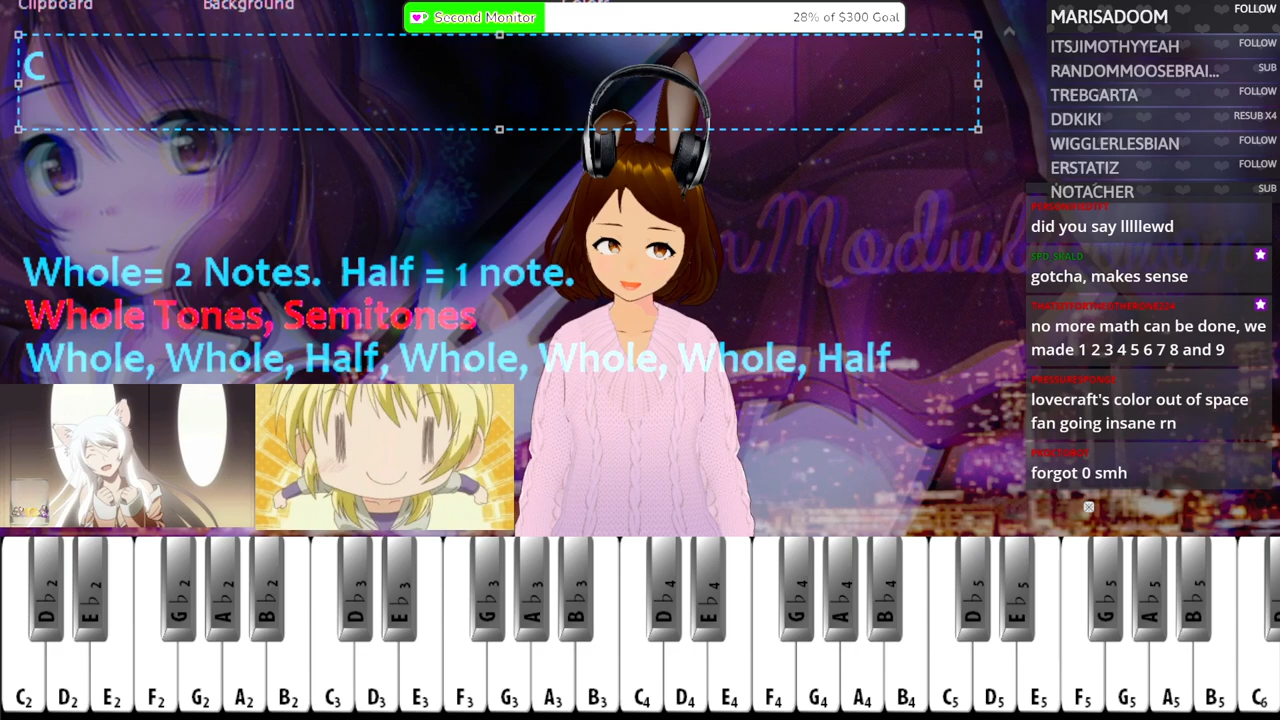 Clipboard
Background
Colors
Second Monitor
28% of $300 Goal
C
Whole= 2 Notes. Half = 1 note.
Whole Tones, Semitones
Whole, Whole, Half, Whole, Whole, Whole, Half
MARISADOOM FOLLOW
ITSJIMOTHYYEAH FOLLOW
RANDOMMOOSEBRAI... SUB
TREBGARTA FOLLOW
DDKIKI RESUB X4
WIGGLERLESBIAN FOLLOW
ERSTATIZ FOLLOW
NOTACHER SUB
did you say lllllewd
gotcha, makes sense
no more math can be done, we
made 1 2 3 4 5 6 7 8 and 9
PRESSURESPONGE
lovecraft's color out of space
fan going insane rn
forgot 0 smh
D♭2 E♭2 G♭2 A♭2 B♭2 D♭3 E♭3 G♭3 A♭3 B♭3 D♭4 E♭4 G♭4 A♭4 B♭4 D♭5 E♭5 G♭5 A♭5 B♭5
C2 D2 E2 F2 G2 A2 B2 C3 D3 E3 F3 G3 A3 B3 C4 D4 E4 F4 G4 A4 B4 C5 D5 E5 F5 G5 A5 B5 C6